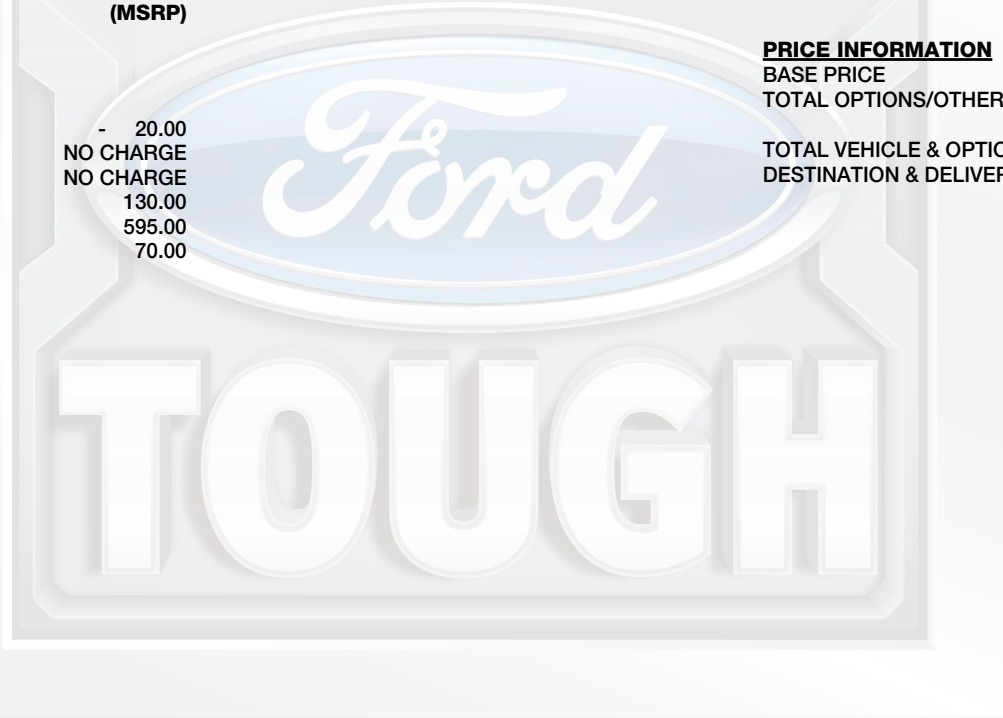 (MSRP)
- 20.00
NO CHARGE
NO CHARGE
130.00
595.00
70.00
PRICE INFORMATION
BASE PRICE
TOTAL OPTIONS/OTHER
TOTAL VEHICLE & OPTIO
DESTINATION & DELIVER
Ford
TOUGH